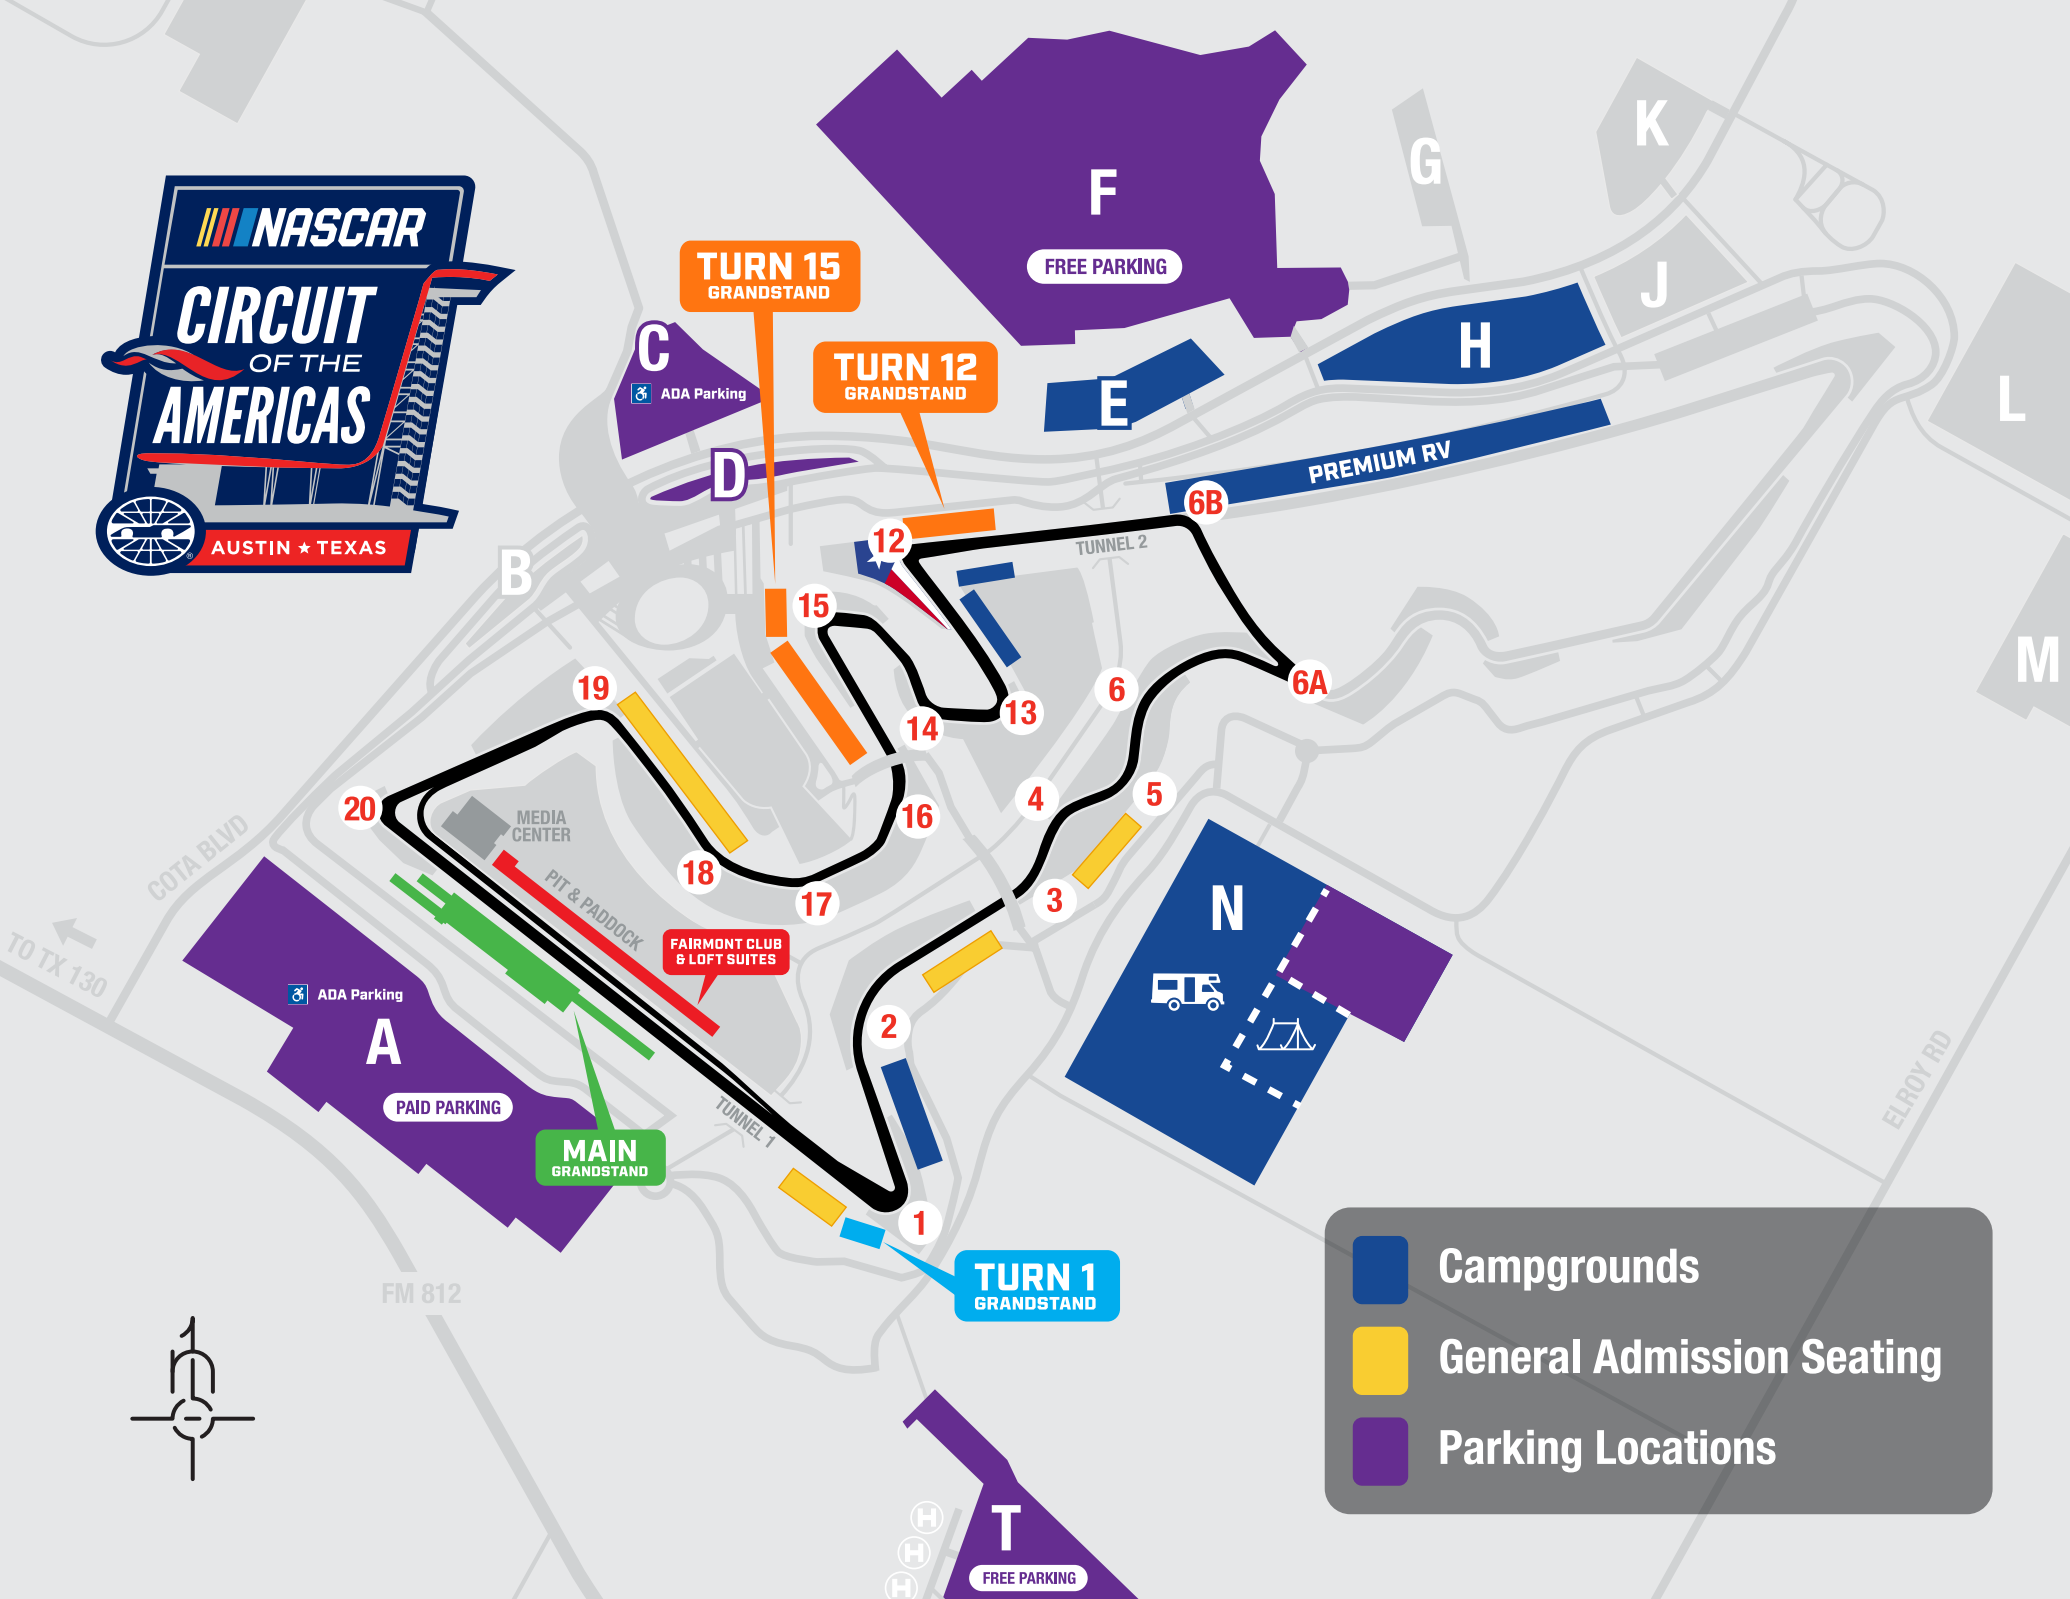 NASCAR
CIRCUIT
OF THE
AMERICAS
AUSTIN ★ TEXAS
®
F
FREE PARKING
G
K
J
H
L
M
E
PREMIUM RV
TURN 15
GRANDSTAND
TURN 12
GRANDSTAND
C
ADA Parking
D
B
6B
TUNNEL 2
12
15
6A
6
13
14
19
20
16
4
5
18
17
3
MEDIA
CENTER
PIT & PADDOCK
FAIRMONT CLUB
& LOFT SUITES
COTA BLVD
TO TX 130
ADA Parking
A
PAID PARKING
MAIN
GRANDSTAND
TUNNEL 1
2
1
TURN 1
GRANDSTAND
N
ELROY RD
FM 812
n
T
FREE PARKING
H
H
H
Campgrounds
General Admission Seating
Parking Locations